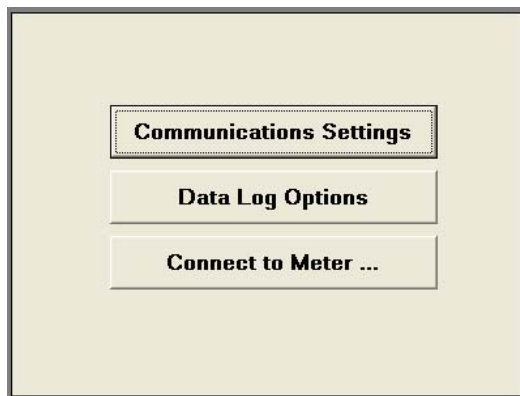 Communications Settings
Data Log Options
Connect to Meter ...